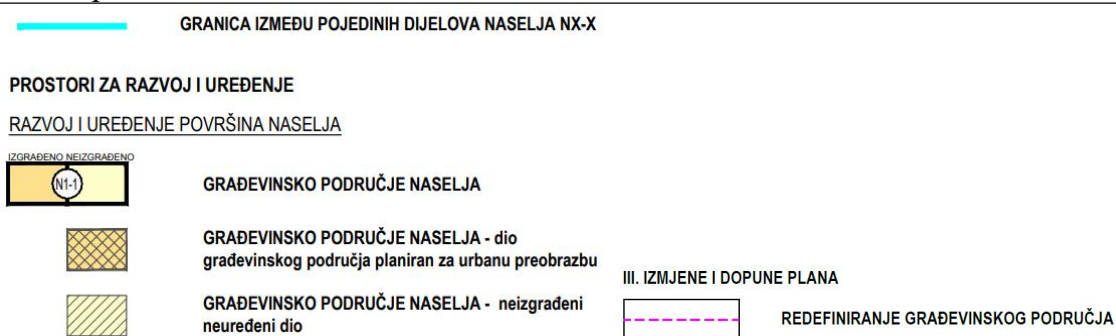 GRANICA IZMEĐU POJEDINIH DIJELOVA NASELJA NX-X
PROSTORI ZA RAZVOJ I UREĐENJE
RAZVOJ I UREĐENJE POVRŠINA NASELJA
IZGRAĐENO NEIZGRAĐENO
N1-1
GRAĐEVINSKO PODRUČJE NASELJA
GRAĐEVINSKO PODRUČJE NASELJA - dio
građevinskog područja planiran za urbanu preobrazbu
GRAĐEVINSKO PODRUČJE NASELJA - neizgrađeni
neuređeni dio
III. IZMJENE I DOPUNE PLANA
REDEFINIRANJE GRAĐEVINSKOG PODRUČJA